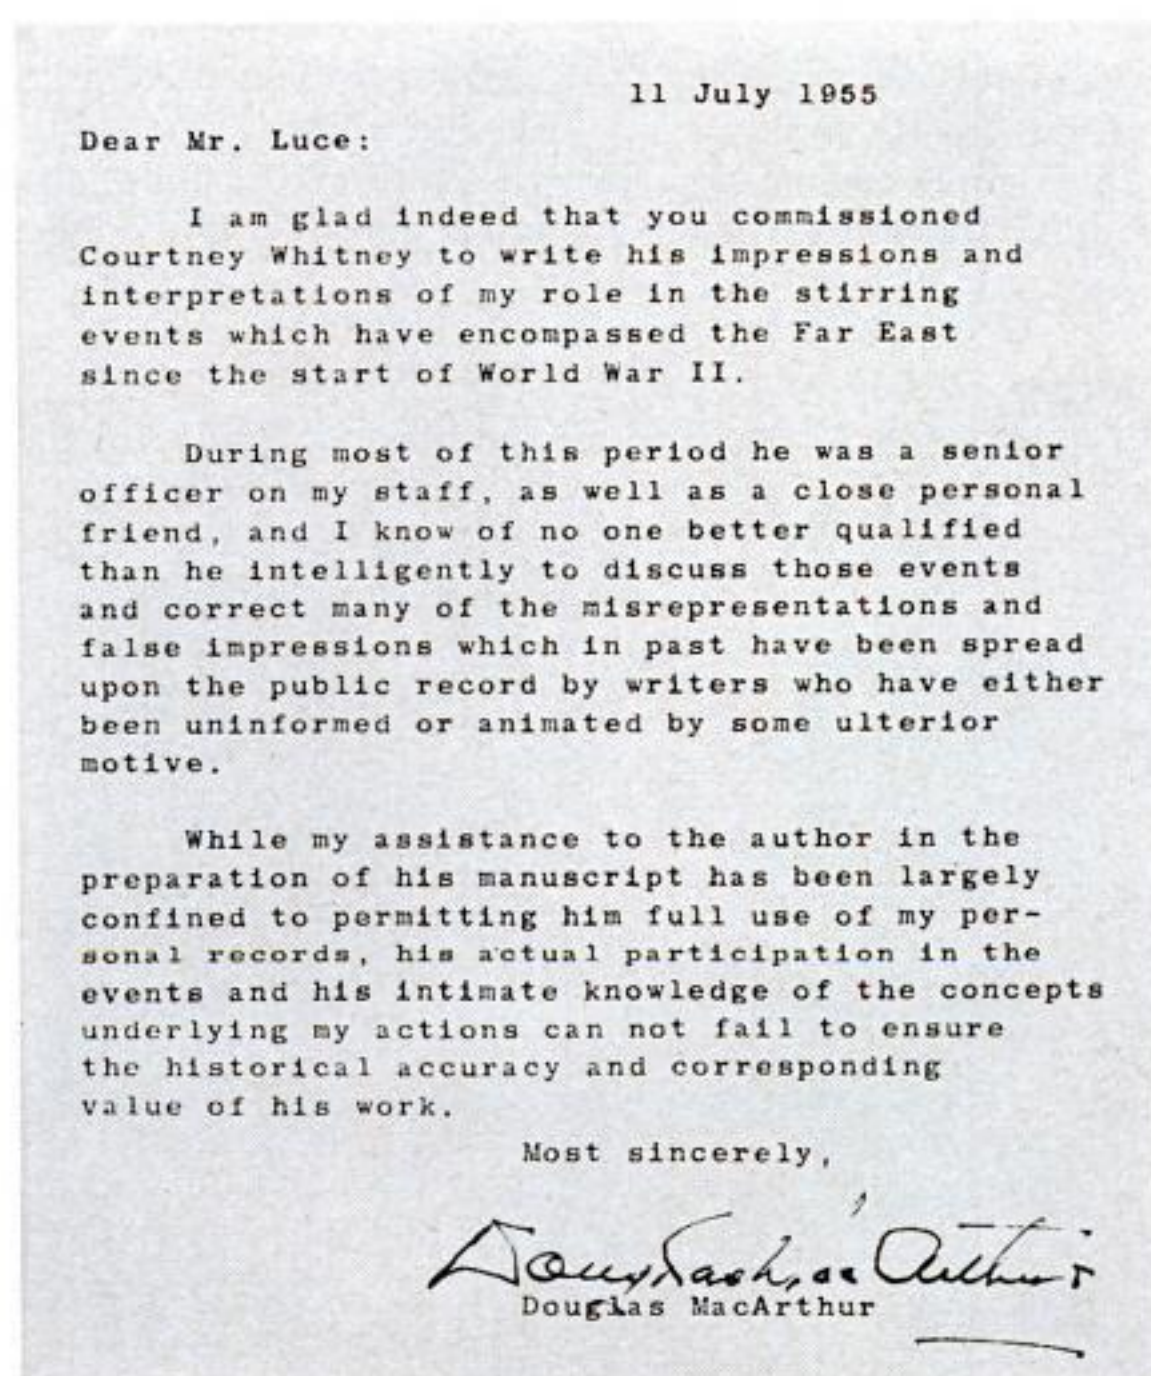 11 July 1955
Dear Mr. Luce:
I am glad indeed that you commissioned
Courtney Whitney to write his impressions and
interpretations of my role in the stirring
events which have encompassed the Far East
since the start of World War II.
During most of this period he was a senior
officer on my staff, as well as a close personal
friend, and I know of no one better qualified
than he intelligently to discuss those events
and correct many of the misrepresentations and
false impressions which in past have been spread
upon the public record by writers who have either
been uninformed or animated by some ulterior
motive.
While my assistance to the author in the
preparation of his manuscript has been largely
confined to permitting him full use of my per-
sonal records, his actual participation in the
events and his intimate knowledge of the concepts
underlying my actions can not fail to ensure
the historical accuracy and corresponding
value of his work.
Most sincerely,
Douglas MacArthur
Douglas MacArthur